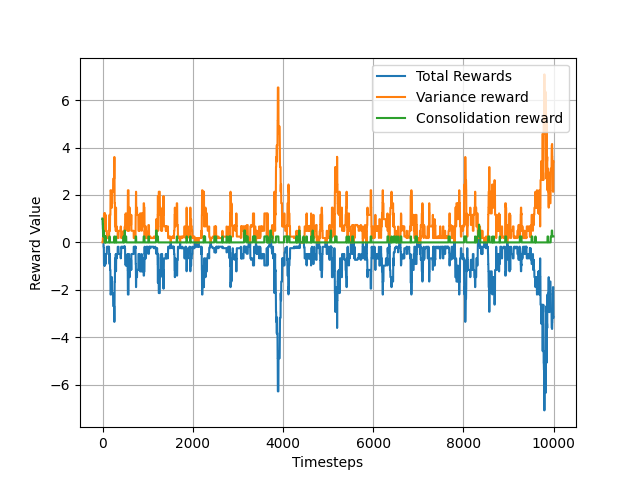 Total Rewards
Variance reward
Consolidation reward
6
4
2
0
−2
−4
−6
Reward Value
0
2000
4000
6000
8000
10000
Timesteps